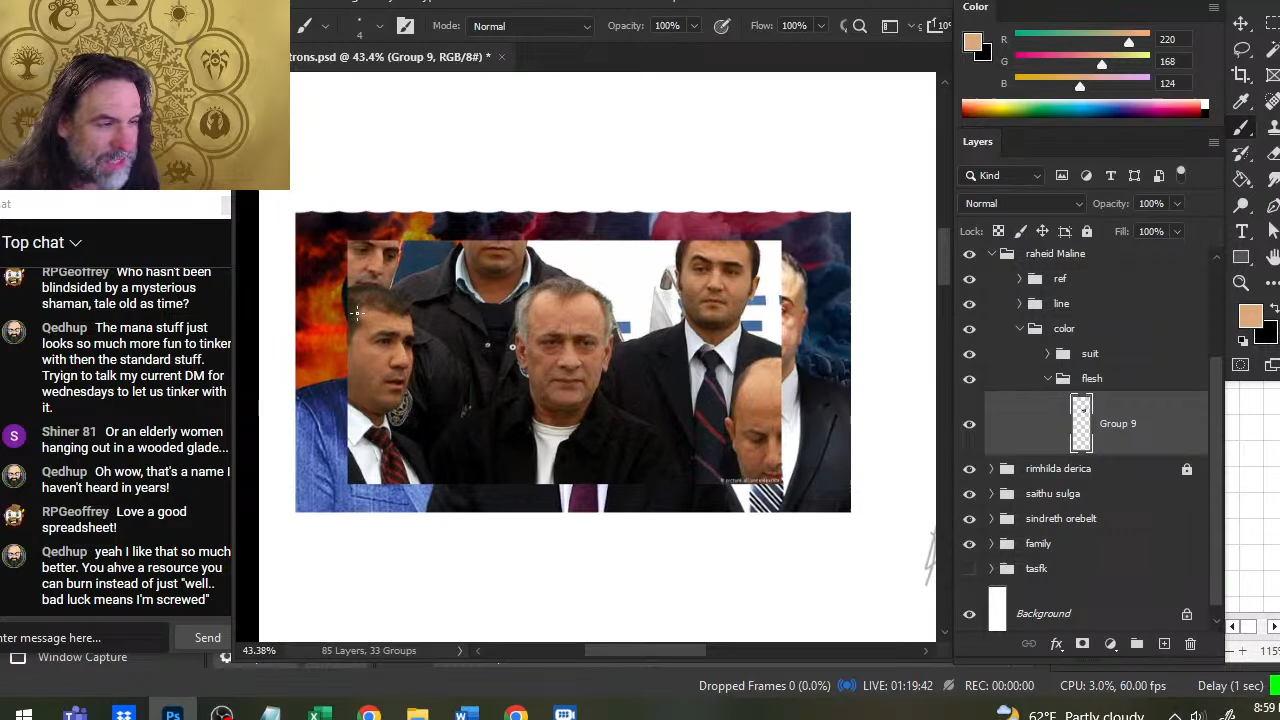 4
Mode:
Normal
Opacity:
100%
Flow:
100%
trons.psd @ 43.4% (Group 9, RGB/8#) *
Color
R
220
G
168
B
124
Layers
Kind
Normal
Opacity:
100%
Lock:
Fill:
100%
raheid Maline
ref
line
color
suit
flesh
Group 9
rimhilda derica
saithu sulga
sindreth orebelt
family
tasfk
Background
at
Top chat
RPGeoffrey Who hasn't been
blindsided by a mysterious
shaman, tale old as time?
Qedhup The mana stuff just
looks so much more fun to tinker
with then the standard stuff.
Tryign to talk my current DM for
wednesdays to let us tinker with
it.
S
Shiner 81 Or an elderly women
hanging out in a wooded glade...
Qedhup Oh wow, that's a name I
haven't heard in years!
RPGeoffrey Love a good
spreadsheet!
Qedhup yeah I like that so much
better. You ahve a resource you
can burn instead of just "well..
bad luck means I'm screwed"
nter message here...
Send
Window Capture
43.38%
85 Layers, 33 Groups
115%
Dropped Frames 0 (0.0%)
LIVE: 01:19:42
REC: 00:00:00
CPU: 3.0%, 60.00 fps
Delay (1 sec)
62°F Partly cloudy
8:59